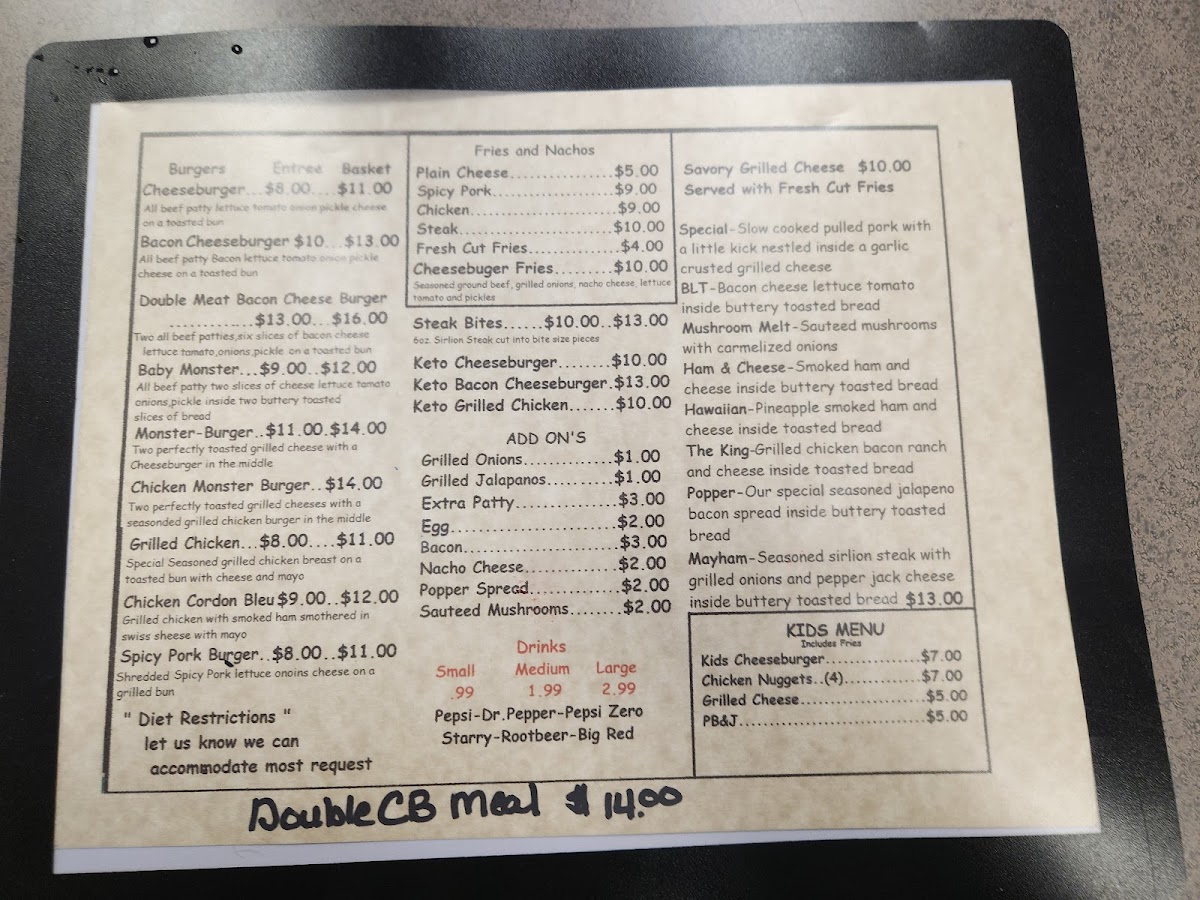 Burgers Entree Basket
Cheeseburger...$8.00....$11.00
All beef patty lettuce tomato onion pickle cheese
on a toasted bun
Bacon Cheeseburger $10...$13.00
All beef patty Bacon lettuce tomato onion pickle
cheese on a toasted bun
Double Meat Bacon Cheese Burger
............$13.00...$16.00
Two all beef patties,six slices of bacon cheese
lettuce tamato,onions,pickle on a toasted bun
Baby Monster...$9.00..$12.00
All beef patty two slices of cheese lettuce tamato
onions,pickle inside two buttery toasted
slices of bread
Monster-Burger..$11.00.$14.00
Two perfectly toasted grilled cheese with a
Cheeseburger in the middle
Chicken Monster Burger..$14.00
Two perfectly toasted grilled cheeses with a
seasonded grilled chicken burger in the middle
Grilled Chicken...$8.00....$11.00
Special Seasoned grilled chicken breast on a
toasted bun with cheese and mayo
Chicken Cordon Bleu $9.00..$12.00
Grilled chicken with smoked ham smothered in
swiss sheese with mayo
Spicy Pork Burger..$8.00...$11.00
Shredded Spicy Pork lettuce onoins cheese on a
grilled bun
" Diet Restrictions "
let us know we can
accommodate most request
Fries and Nachos
Plain Cheese...............$5.00
Spicy Pork..................$9.00
Chicken.....................$9.00
Steak......................$10.00
Fresh Cut Fries.............$4.00
Cheesebuger Fries.........$10.00
Seasoned ground beef, grilled onions, nacho cheese, lettuce
tomato and pickles
Steak Bites......$10.00..$13.00
6oz. Sirlion Steak cut into bite size pieces
Keto Cheeseburger........$10.00
Keto Bacon Cheeseburger.$13.00
Keto Grilled Chicken.......$10.00
ADD ON'S
Grilled Onions.............$1.00
Grilled Jalapanos..........$1.00
Extra Patty...............$3.00
Egg........................$2.00
Bacon......................$3.00
Nacho Cheese.............$2.00
Popper Spread.............$2.00
Sauteed Mushrooms........$2.00
Drinks
Small Medium Large
.99 1.99 2.99
Pepsi-Dr.Pepper-Pepsi Zero
Starry-Rootbeer-Big Red
Savory Grilled Cheese $10.00
Served with Fresh Cut Fries
Special-Slow cooked pulled pork with
a little kick nestled inside a garlic
crusted grilled cheese
BLT-Bacon cheese lettuce tomato
inside buttery toasted bread
Mushroom Melt-Sauteed mushrooms
with carmelized onions
Ham & Cheese-Smoked ham and
cheese inside buttery toasted bread
Hawaiian-Pineapple smoked ham and
cheese inside toasted bread
The King-Grilled chicken bacon ranch
and cheese inside toasted bread
Popper-Our special seasoned jalapeno
bacon spread inside buttery toasted
bread
Mayham-Seasoned sirlion steak with
grilled onions and pepper jack cheese
inside buttery toasted bread $13.00
KIDS MENU
Includes Fries
Kids Cheeseburger..............$7.00
Chicken Nuggets..(4)...........$7.00
Grilled Cheese..................$5.00
PB&J...........................$5.00
Double CB Meal $14.00